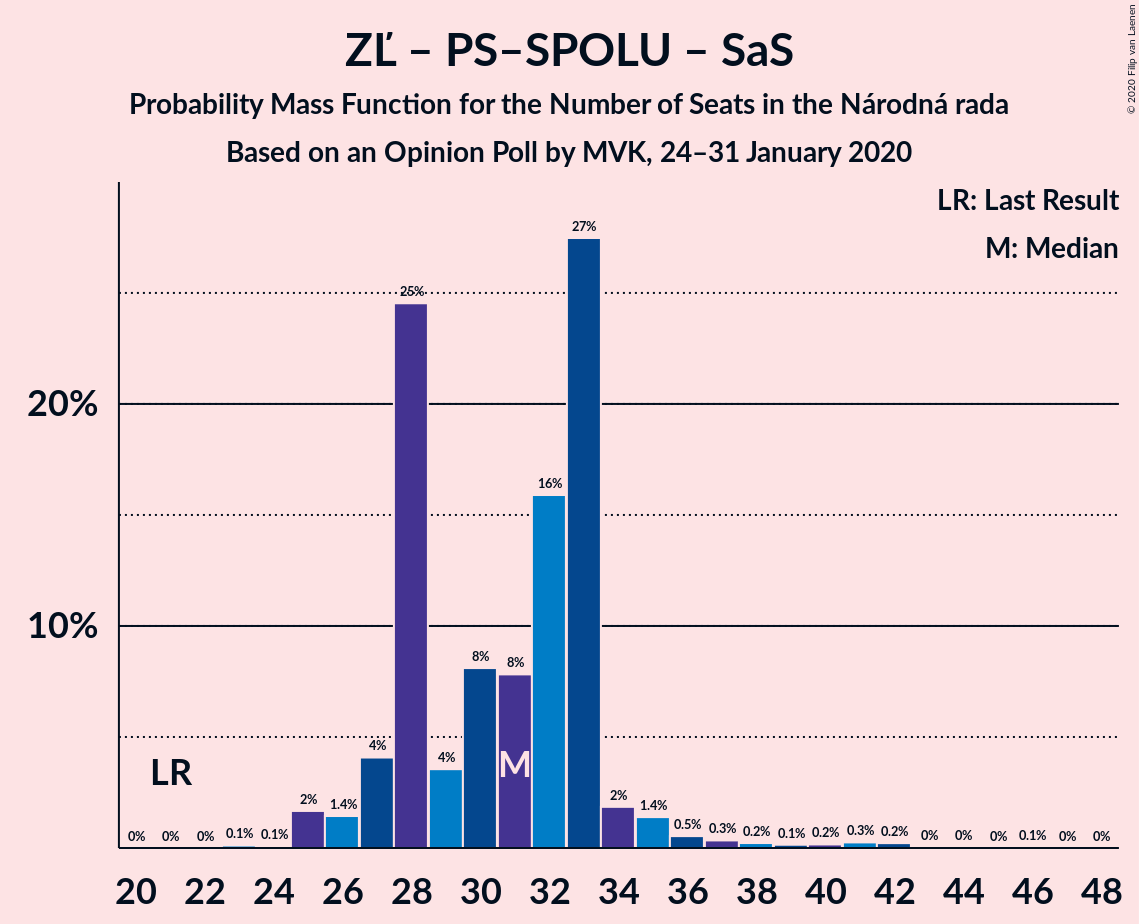 ZĽ – PS–SPOLU – SaS
Probability Mass Function for the Number of Seats in the Národná rada
Based on an Opinion Poll by MVK, 24–31 January 2020
© 2020 Filip van Laenen
LR: Last Result
M: Median
20%
10%
0% 0% 0% 0.1% 0.1% 2% 1.4% 4% 25% 4% 8% 8% 16% 27% 2% 1.4% 0.5% 0.3% 0.2% 0.1% 0.2% 0.3% 0.2% 0% 0% 0% 0.1% 0% 0%
LR
M
20 22 24 26 28 30 32 34 36 38 40 42 44 46 48